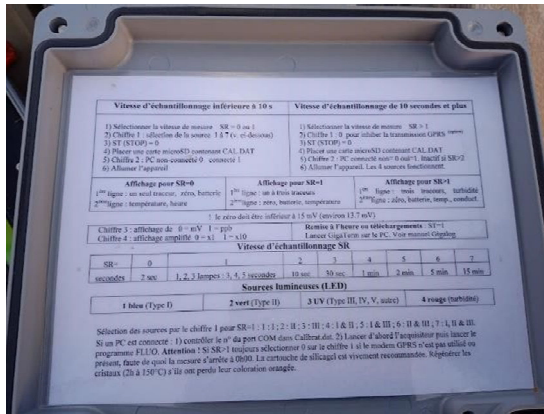 Vitesse d'échantillonnage inférieure à 10 s
1) Sélectionner la vitesse de mesure SR = 0 ou 1
2) Chiffre 1 : sélection de la source 1 à 7 (v. ci-dessous)
3) ST (STOP) = 0
4) Placer une carte microSD contenant CAL.DAT
5) Chiffre 2 : PC non-connecté 0 connecté 1
6) Allumer l'appareil
Vitesse d'échantillonnage de 10 secondes et plus
1) Sélectionner la vitesse de mesure SR > 1
2) Chiffre 1 : 0 pour inhiber la transmission GPRS
3) ST (STOP) = 0
4) Placer une carte microSD contenant CAL.DAT
5) Chiffre 2 : PC connecté non= 0 oui=1. Inactif si SR>2
6) Allumer l'appareil. Les 4 sources fonctionnent.
Affichage pour SR=0
1ère ligne : un seul traceur, zéro, batterie
2ème ligne : température, heure
Affichage pour SR=1
1ère ligne : un à trois traceurs
2ème ligne : zéro, batterie, température
Affichage pour SR>1
1ère ligne : trois traceurs, turbidité
2ème ligne : zéro, batterie, temp., conduct.
le zéro doit être inférieur à 15 mV (environ 13.7 mV)
Chiffre 3 : affichage de 0 = mV 1 = ppb
Chiffre 4 : affichage amplifié 0 = x1 1 = x10
Remise à l'heure ou téléchargements : ST=1
Lancer GigaTerm sur le PC. Voir manuel
Vitesse d'échantillonnage SR
SR= 0 1 2 3 4 5 6 7
secondes 2 sec 1, 2, 3 lampes : 3, 4, 5 secondes 10 sec 30 sec 1 min 2 min 5 min 15 min
Sources lumineuses (LED)
1 bleu (Type I) 2 vert (Type II) 3 UV (Type III, IV, V, autre) 4 rouge (turbidité)
Sélection des sources par le chiffre 1 pour SR=1 : 1 : I ; 2 : II ; 3 : III ; 4 : I & II ; 5 : I & III ; 6 : II & III ; 7 : I, II & III.
Si un PC est connecté : 1) contrôler le n° du port COM dans Calibrat.dat. 2) Lancer d'abord l'acquisition puis lancer le
programme FLUO. Attention ! Si SR>1 toujours sélectionner 0 sur le chiffre 1 si le modem GPRS n'est pas utilisé ou
présent, faute de quoi la mesure s'arrête à 0h00. La cartouche de silicagel est vivement recommandée. Régénérer les
cristaux (2h à 150°C) s'ils ont perdu leur coloration orangée.